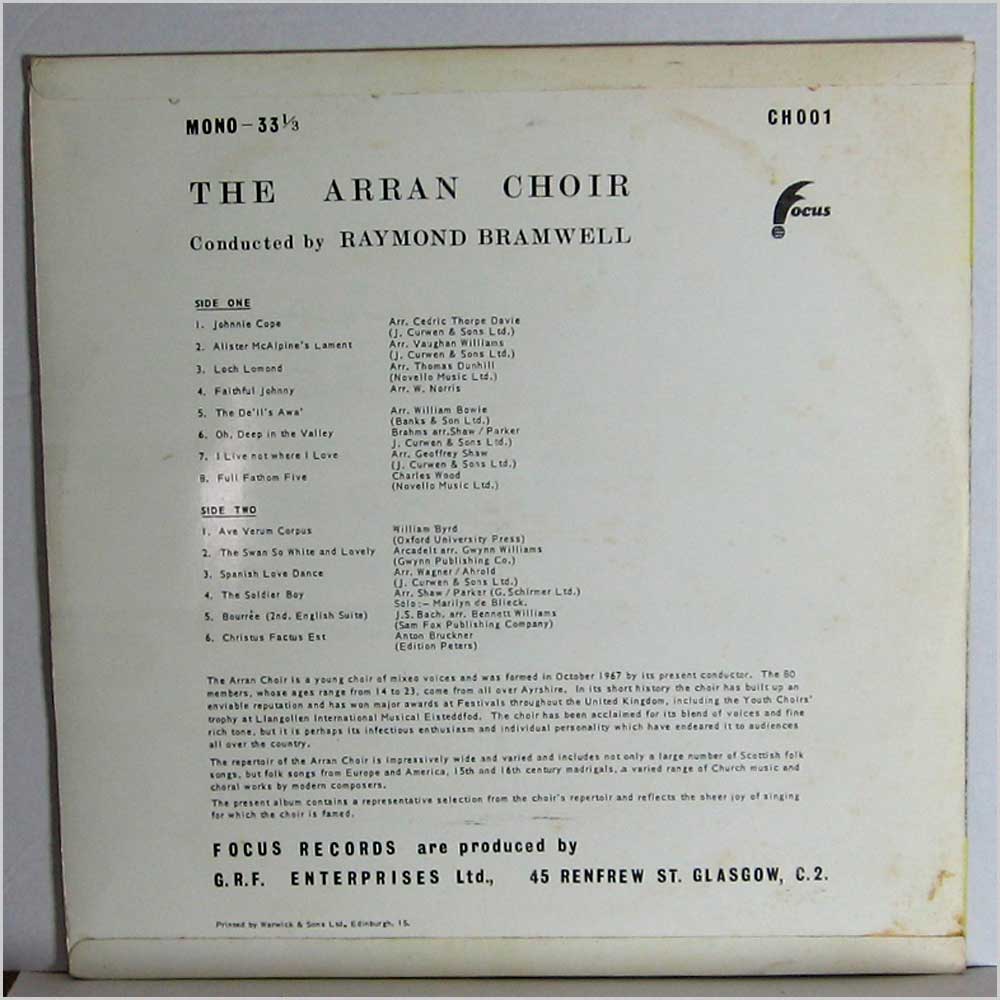 MONO – 33⅓
CH001
THE ARRAN CHOIR
Focus
Conducted by RAYMOND BRAMWELL
SIDE ONE
1. Johnnie Cope Arr. Cedric Thorpe Davie
(J. Curwen & Sons Ltd.)
2. Alister McAlpine's Lament Arr. Vaughan Williams
(J. Curwen & Sons Ltd.)
3. Loch Lomond Arr. Thomas Dunhill
(Novello Music Ltd.)
4. Faithful Johnny Arr. W. Norris
5. The De'il's Awa' Arr. William Bowie
(Banks & Son Ltd.)
6. Oh, Deep in the Valley Brahms arr.Shaw / Parker
J. Curwen & Sons Ltd.)
7. I Live not where I Love Arr. Geoffrey Shaw
(J. Curwen & Sons Ltd.)
8. Full Fathom Five Charles Wood
(Novello Music Ltd.)
SIDE TWO
1. Ave Verum Corpus William Byrd
(Oxford University Press)
2. The Swan So White and Lovely Arcadelt arr. Gwynn Williams
(Gwynn Publishing Co.)
3. Spanish Love Dance Arr. Wagner / Ahrold
(J. Curwen & Sons Ltd.)
4. The Soldier Boy Arr. Shaw / Parker (G. Schirmer Ltd.)
Solo :– Marilyn de Blieck.
5. Bourrêe (2nd. English Suite) J.S. Bach. arr. Bennett Williams
(Sam Fox Publishing Company)
6. Christus Factus Est Anton Bruckner
(Edition Peters)
The Arran Choir is a young choir of mixed voices and was formed in October 1967 by its present conductor. The 80
members, whose ages range from 14 to 23, come from all over Ayrshire. In its short history the choir has built up an
enviable reputation and has won major awards at Festivals throughout the United Kingdom, including the Youth Choirs'
trophy at Llangollen International Musical Eisteddfod. The choir has been acclaimed for its blend of voices and fine
rich tone, but it is perhaps its infectious enthusiasm and individual personality which have endeared it to audiences
all over the country.
The repertoir of the Arran Choir is impressively wide and varied and includes not only a large number of Scottish folk
songs, but folk songs from Europe and America, 15th and 16th century madrigals, a varied range of Church music and
choral works by modern composers.
The present album contains a representative selection from the choir's repertoir and reflects the sheer joy of singing
for which the choir is famed.
FOCUS RECORDS are produced by
G.R.F. ENTERPRISES Ltd., 45 RENFREW ST. GLASGOW, C.2.
Printed by Warwick & Sons Ltd., Edinburgh, 15.